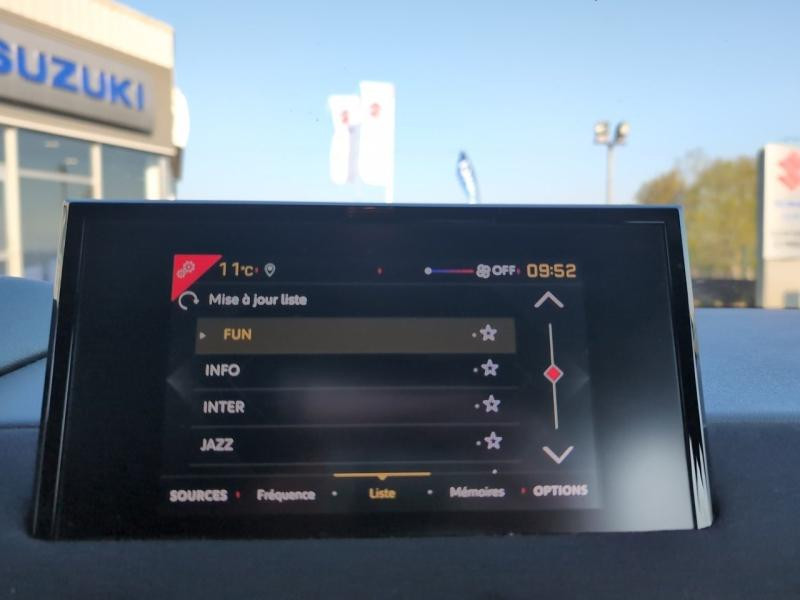 SUZUKI
11°C OFF 09:52
Mise à jour liste
FUN
INFO
INTER
JAZZ
SOURCES Fréquence Liste Mémoires OPTIONS